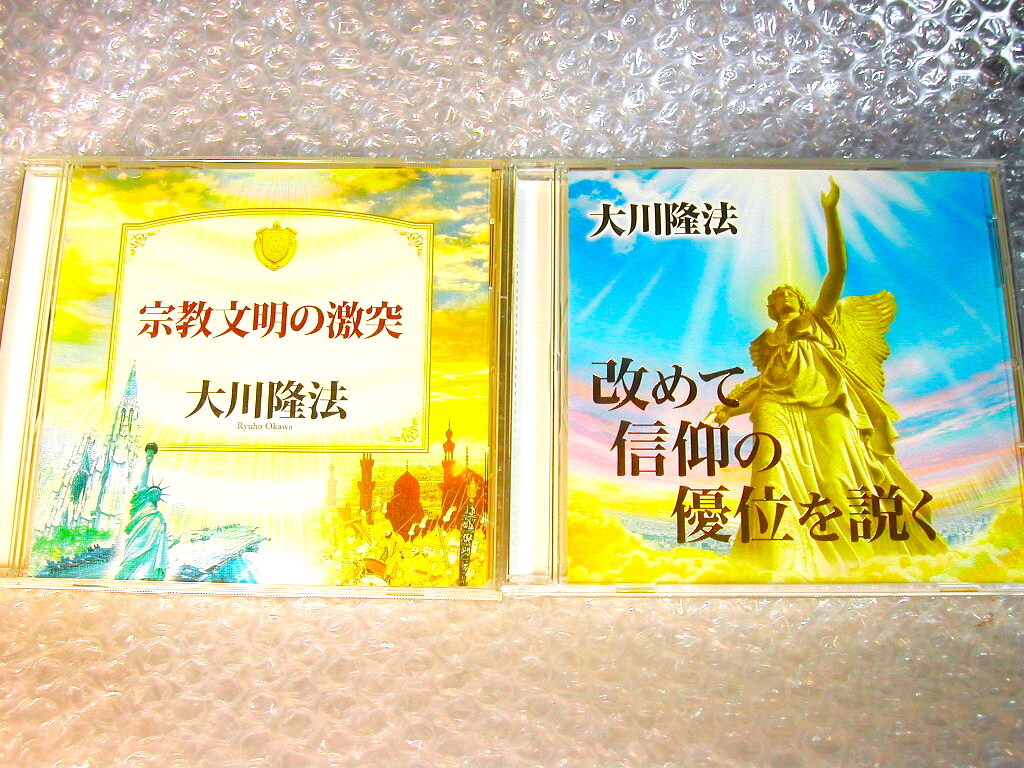 宗教文明の激突
大川隆法
Ryuho Okawa
大川隆法
改めて
信仰の
優位を説く